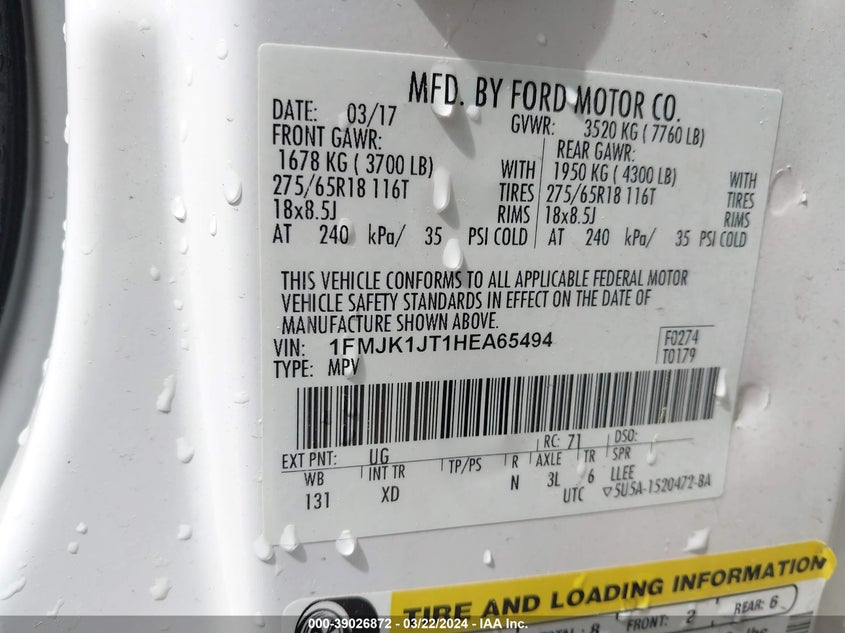 MFD. BY FORD MOTOR CO.
DATE: 03/17
GVWR: 3520 KG ( 7760 LB)
FRONT GAWR:
REAR GAWR:
1678 KG ( 3700 LB) WITH
1950 KG ( 4300 LB) WITH
275/65R18 116T TIRES
275/65R18 116T TIRES
18x8.5J RIMS
18x8.5J RIMS
AT 240 kPa/ 35 PSI COLD
AT 240 kPa/ 35 PSI COLD
THIS VEHICLE CONFORMS TO ALL APPLICABLE FEDERAL MOTOR
VEHICLE SAFETY STANDARDS IN EFFECT ON THE DATE OF
MANUFACTURE SHOWN ABOVE.
VIN: 1FMJK1JT1HEA65494
F0274
TYPE: MPV
T0179
EXT PNT: UG RC: 71 DSO:
WB INT TR TP/PS R AXLE TR SPR
131 XD N 3L 6 LLEE
UTC ▽5U5A-1520472-BA
TIRE AND LOADING INFORMATION
8 FRONT: 2 REAR: 6
000-39026872 - 03/22/2024 - IAA Inc.